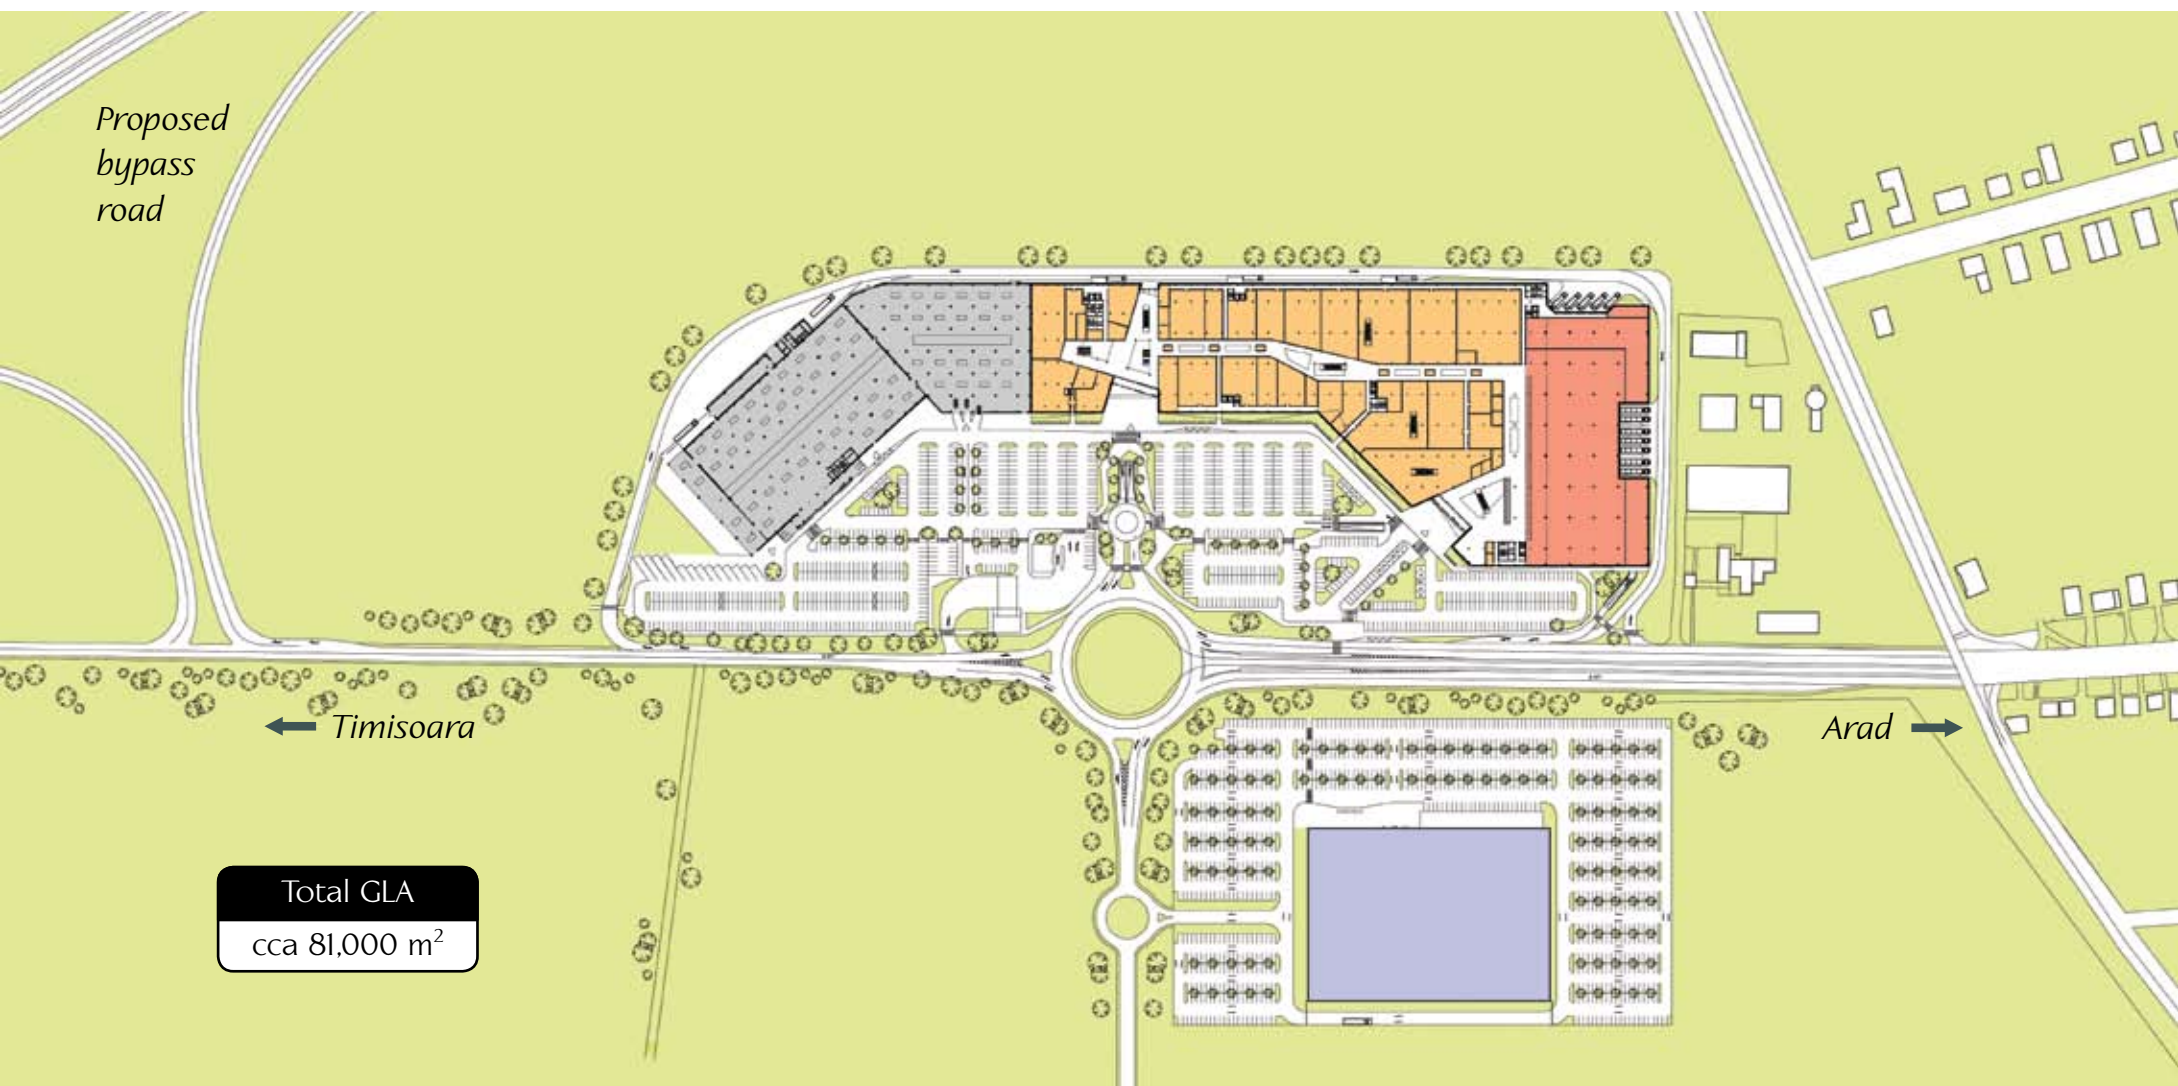 Proposed
bypass
road
Timisoara
Arad
Total GLA
cca 81,000 m²